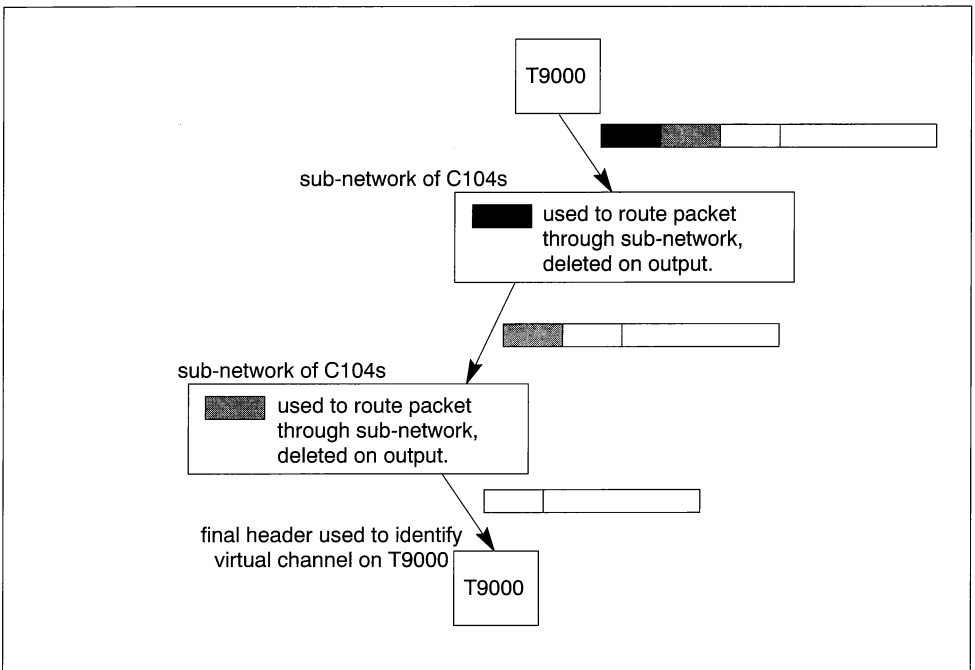 T9000
sub-network of C104s
used to route packet
through sub-network,
deleted on output.
sub-network of C104s
used to route packet
through sub-network,
deleted on output.
final header used to identify
virtual channel on T9000
T9000